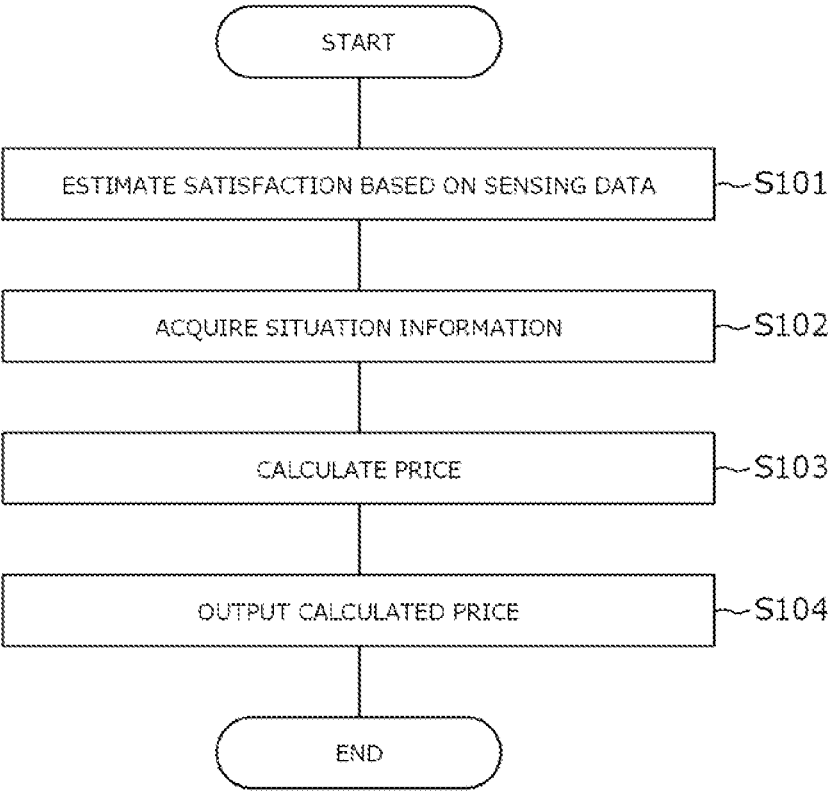 START
ESTIMATE SATISFACTION BASED ON SENSING DATA
S101
ACQUIRE SITUATION INFORMATION
S102
CALCULATE PRICE
S103
OUTPUT CALCULATED PRICE
S104
END